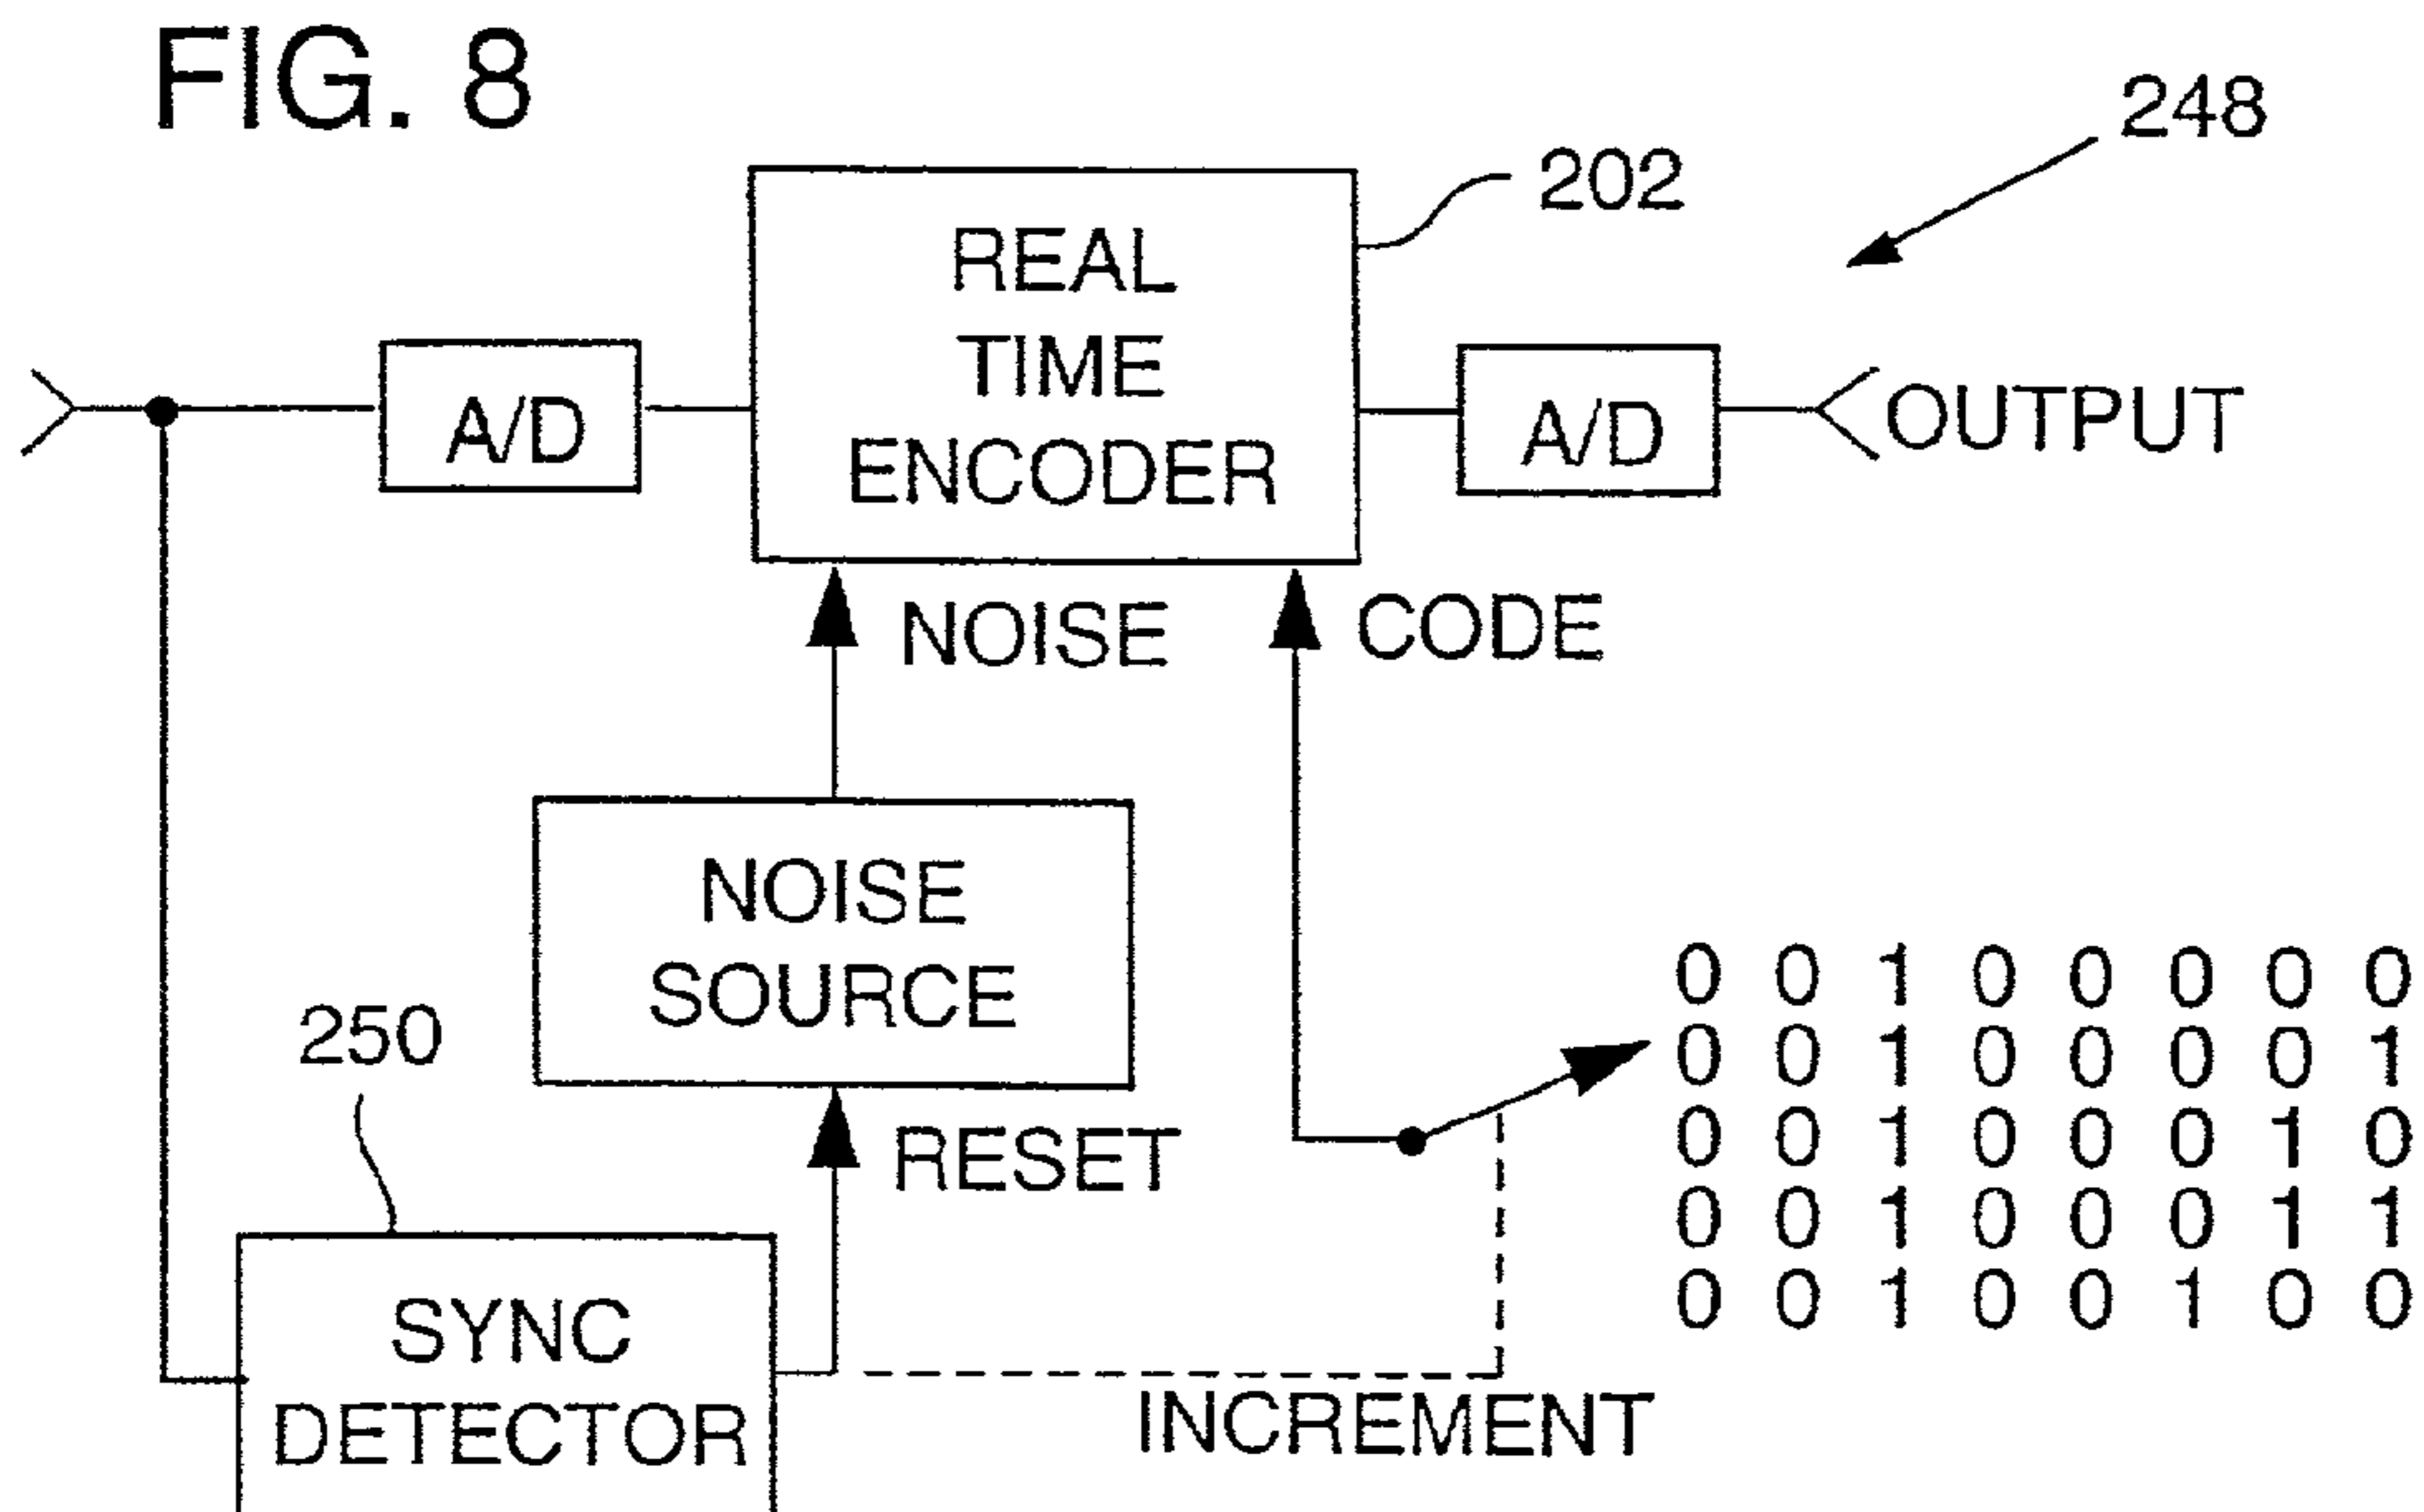 FIG. 8
248
202
REAL
TIME
ENCODER
A/D
A/D
OUTPUT
NOISE
CODE
NOISE
SOURCE
250
RESET
0 0 1 0 0 0 0 0
0 0 1 0 0 0 0 1
0 0 1 0 0 0 1 0
0 0 1 0 0 0 1 1
0 0 1 0 0 1 0 0
SYNC
DETECTOR
INCREMENT